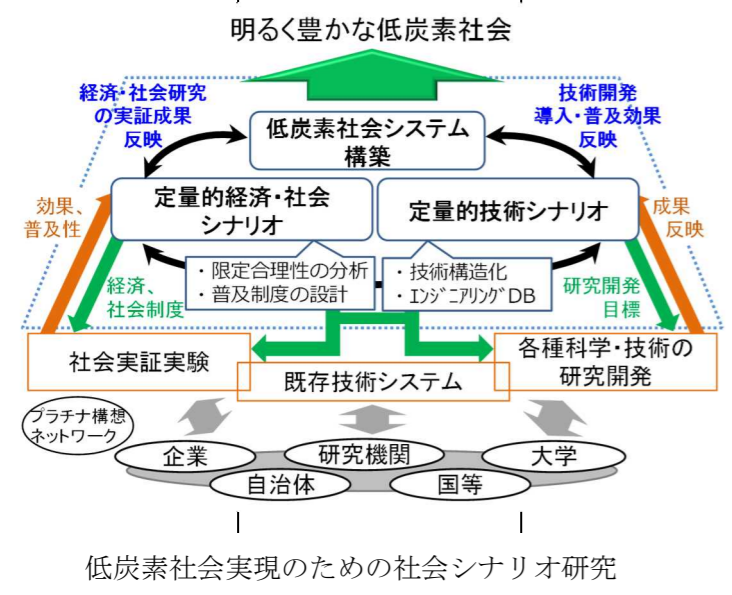 明るく豊かな低炭素社会
経済・社会研究
の実証成果
反映
技術開発
導入・普及効果
反映
低炭素社会システム
構築
定量的経済・社会
シナリオ
定量的技術シナリオ
効果、
普及性
成果
反映
・限定合理性の分析
・普及制度の設計
・技術構造化
・ｴﾝｼﾞﾆｱﾘﾝｸﾞDB
経済、
社会制度
研究開発
目標
社会実証実験
既存技術システム
各種科学・技術の
研究開発
プラチナ構想
ネットワーク
企業
研究機関
大学
自治体
国等
低炭素社会実現のための社会シナリオ研究